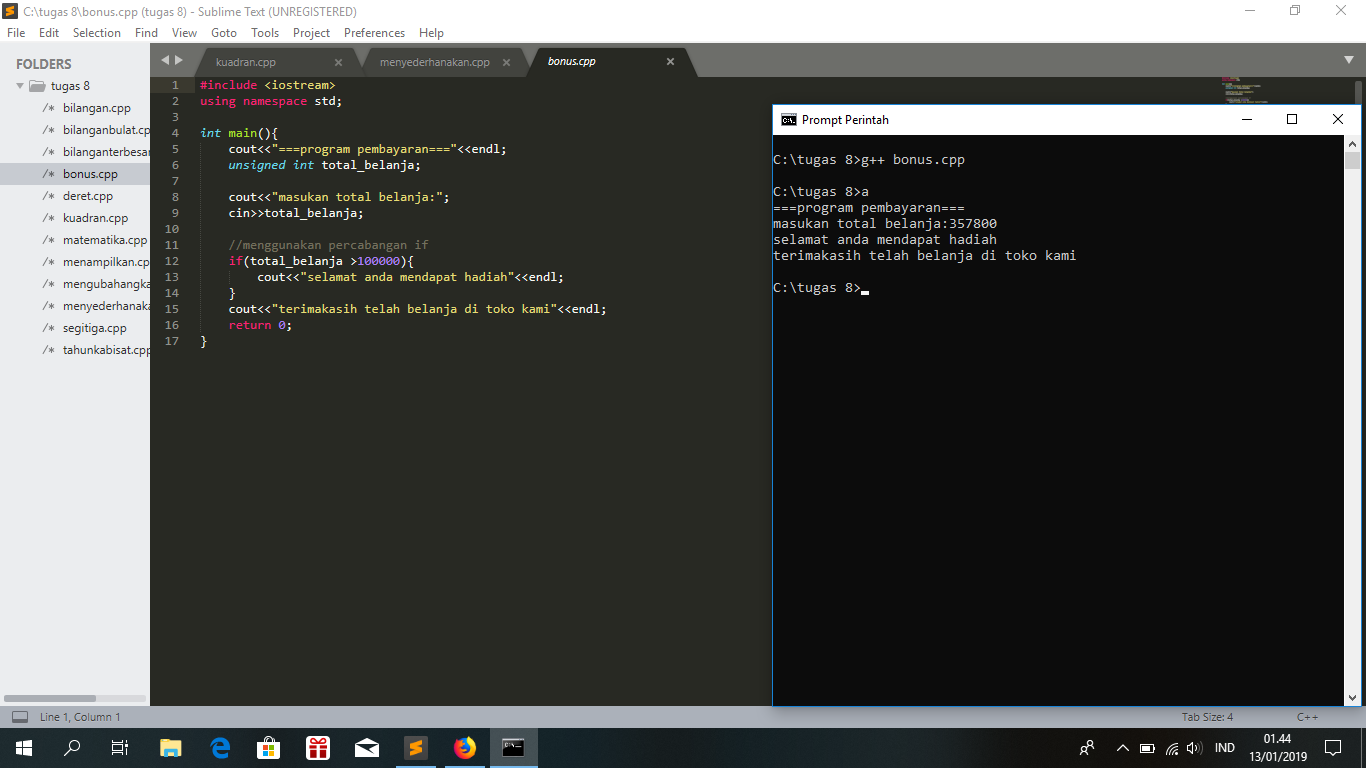 C:\tugas 8\bonus.cpp (tugas 8) - Sublime Text (UNREGISTERED)
File Edit Selection Find View Goto Tools Project Preferences Help
FOLDERS
tugas 8
/* bilangan.cpp
/* bilanganbulat.cp
/* bilanganterbesar
/* bonus.cpp
/* deret.cpp
/* kuadran.cpp
/* matematika.cpp
/* menampilkan.cp
/* mengubahangka
/* menyederhanaka
/* segitiga.cpp
/* tahunkabisat.cpp
kuadran.cpp menyederhanakan.cpp bonus.cpp
1 #include <iostream>
2 using namespace std;
3
4 int main(){
5 cout<<"===program pembayaran==="<<endl;
6 unsigned int total_belanja;
7
8 cout<<"masukan total belanja:";
9 cin>>total_belanja;
10
11 //menggunakan percabangan if
12 if(total_belanja >100000){
13 cout<<"selamat anda mendapat hadiah"<<endl;
14 }
15 cout<<"terimakasih telah belanja di toko kami"<<endl;
16 return 0;
17 }
Prompt Perintah
C:\tugas 8>g++ bonus.cpp
C:\tugas 8>a
===program pembayaran===
masukan total belanja:357800
selamat anda mendapat hadiah
terimakasih telah belanja di toko kami
C:\tugas 8>
Line 1, Column 1
Tab Size: 4 C++
IND
01.44
13/01/2019